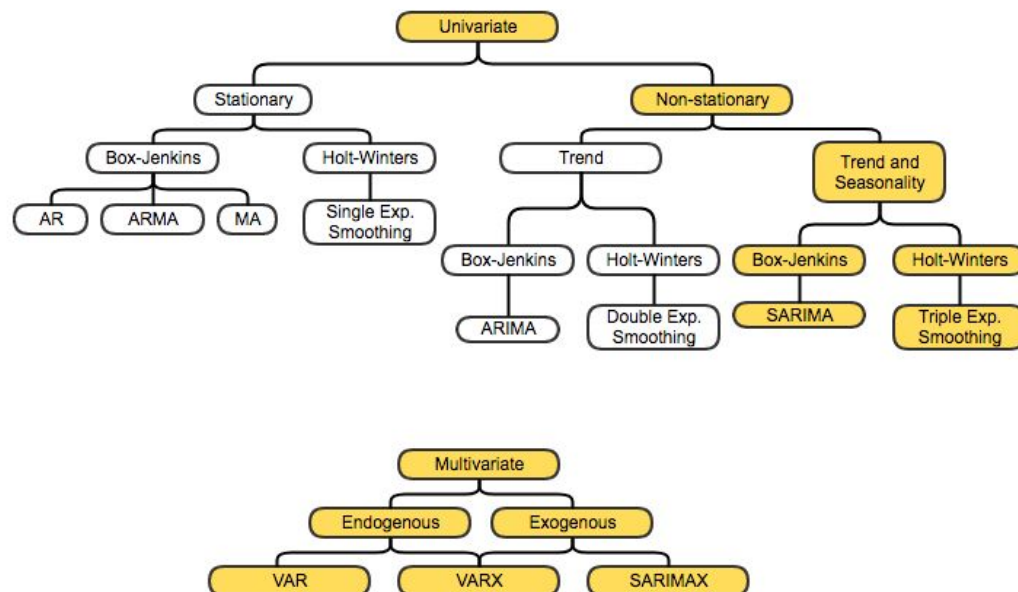 Univariate
Stationary
Non-stationary
Box-Jenkins
Holt-Winters
Trend
Trend and
Seasonality
AR
ARMA
MA
Single Exp.
Smoothing
Box-Jenkins
Holt-Winters
Box-Jenkins
Holt-Winters
ARIMA
Double Exp.
Smoothing
SARIMA
Triple Exp.
Smoothing
Multivariate
Endogenous
Exogenous
VAR
VARX
SARIMAX